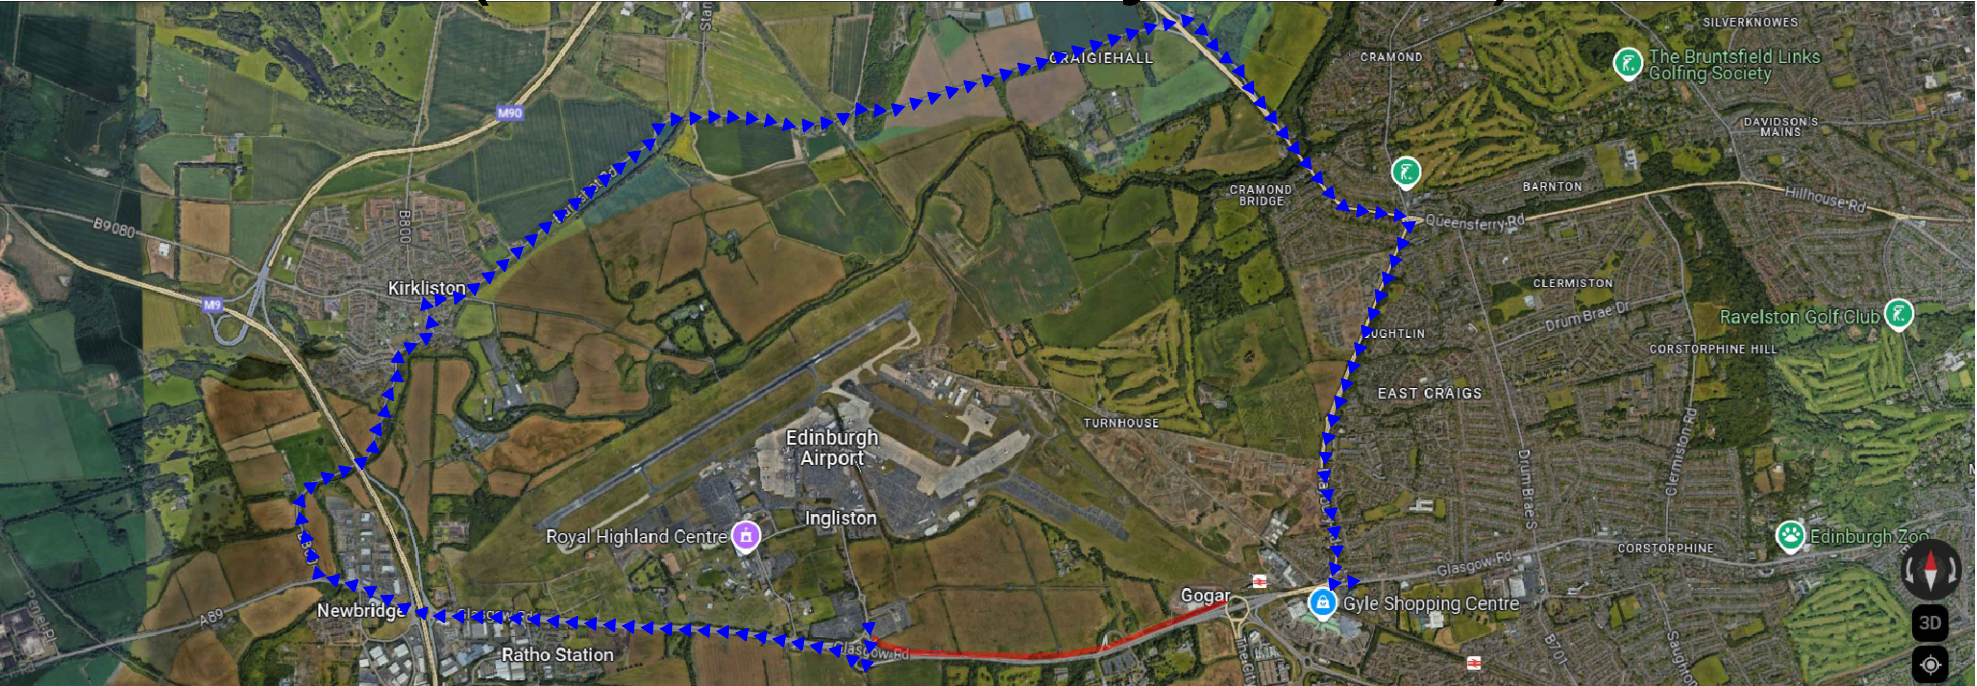 SILVERKNOWES
CRAMOND
The Bruntsfield Links
Golfing Society
CRAIGIEHALL
M90
DAVIDSON'S
MAINS
CRAMOND
BRIDGE
BARNTON
Hillhouse Rd
Queensferry Rd
B9080
B800
Kirkliston
M9
CLERMISTON
Drum Brae Dr
Ravelston Golf Club
CORSTORPHINE HILL
EAST CRAIGS
TURNHOUSE
Edinburgh
Airport
Clermiston Rd
Drum Brae S
Ingliston
Royal Highland Centre
Edinburgh Zoo
CORSTORPHINE
Glasgow Rd
Gogar
Gyle Shopping Centre
Newbridge
A89
Glasgow Rd
Ratho Station
Glasgow Rd
B701
3D